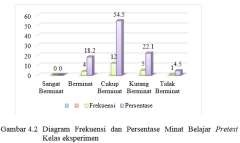 60
50
40
30
20
10
0
54.5
18.2
22.1
0 0
4
12
5
1
4.5
Sangat Berminat
Berminat
Cukup Berminat
Kurang Berminat
Tidak Berminat
Frekuensi
Persentase
Gambar 4.2 Diagram Frekuensi dan Persentase Minat Belajar Pretest
Kelas eksperimen